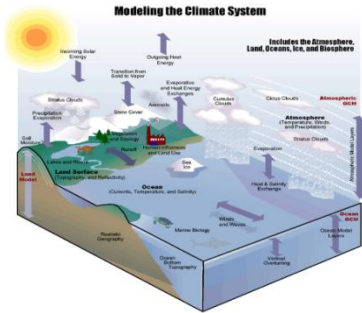 Modeling the Climate System
Includes the Atmosphere,
Land, Oceans, Ice, and Biosphere
Incoming Solar
Energy
Outgoing Heat
Energy
Transition from
Solid to Vapor
Evaporative
and Heat Energy
Exchanges
Stratus Clouds
Cumulus
Clouds
Cirrus Clouds
Atmospheric
GCM
Precipitation
Evaporation
Snow Cover
Atmosphere
(Temperature, Winds,
and Precipitation)
Stratus Clouds
Atmospheric Model Layers
Soil
Moisture
Runoff
Human Influences
and Land Use
Evaporation
Lakes and Rivers
Sea
Ice
Land
Model
Land Surface
(Topography and Reflectivity)
Heat & Salinity
Exchange
Ocean
(Currents, Temperature, and Salinity)
Ocean
GCM
Winds
and Waves
Ocean Model
Layers
Realistic
Geography
Marine Biology
Ocean
Bottom
Topography
Vertical
Overturning